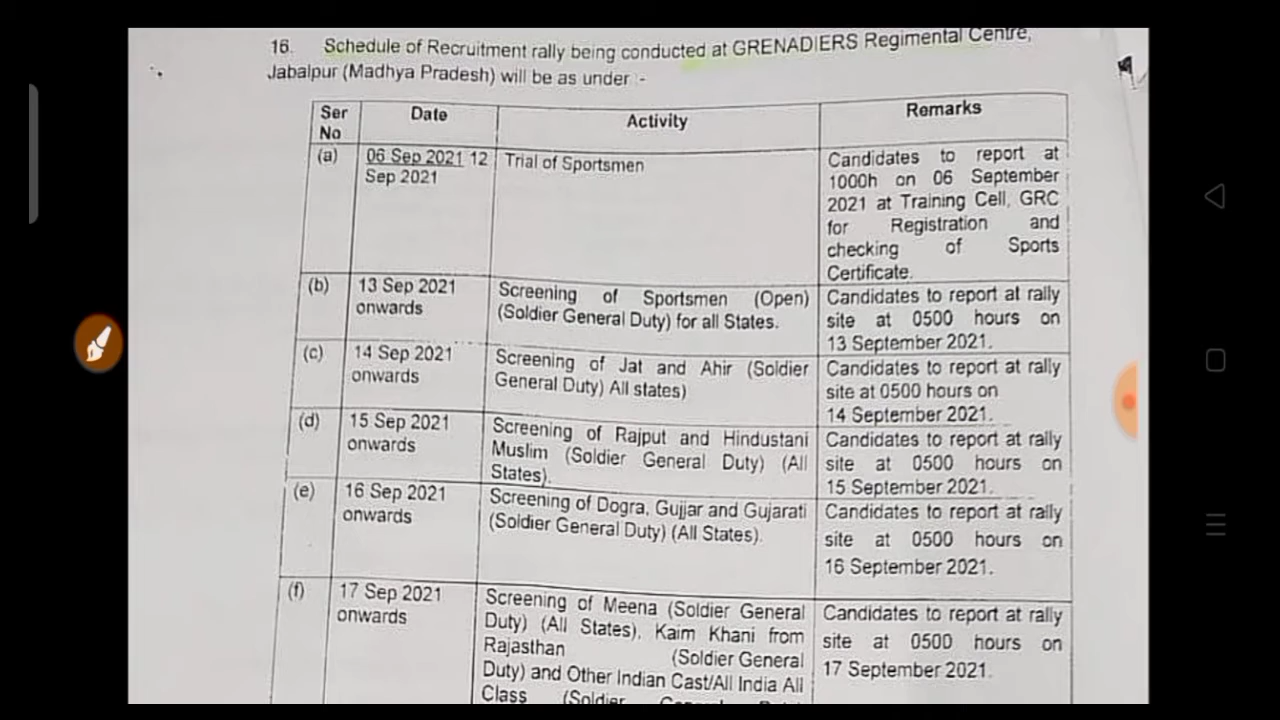 16. Schedule of Recruitment rally being conducted at GRENADIERS Regimental Centre,
Jabalpur (Madhya Pradesh) will be as under :-
Ser
No
Date
Activity
Remarks
(a)
06 Sep 2021 12
Sep 2021
Trial of Sportsmen
Candidates to report at
1000h on 06 September
2021 at Training Cell, GRC
for Registration and
checking of Sports
Certificate.
(b)
13 Sep 2021
onwards
Screening of Sportsmen (Open)
(Soldier General Duty) for all States.
Candidates to report at rally
site at 0500 hours on
13 September 2021.
(c)
14 Sep 2021
onwards
Screening of Jat and Ahir (Soldier
General Duty) All states)
Candidates to report at rally
site at 0500 hours on
14 September 2021.
(d)
15 Sep 2021
onwards
Screening of Rajput and Hindustani
Muslim (Soldier General Duty) (All
States).
Candidates to report at rally
site at 0500 hours on
15 September 2021.
(e)
16 Sep 2021
onwards
Screening of Dogra, Gujjar and Gujarati
(Soldier General Duty) (All States).
Candidates to report at rally
site at 0500 hours on
16 September 2021.
(f)
17 Sep 2021
onwards
Screening of Meena (Soldier General
Duty) (All States), Kaim Khani from
Rajasthan (Soldier General
Duty) and Other Indian Cast/All India All
Class (Soldier
Candidates to report at rally
site at 0500 hours on
17 September 2021.